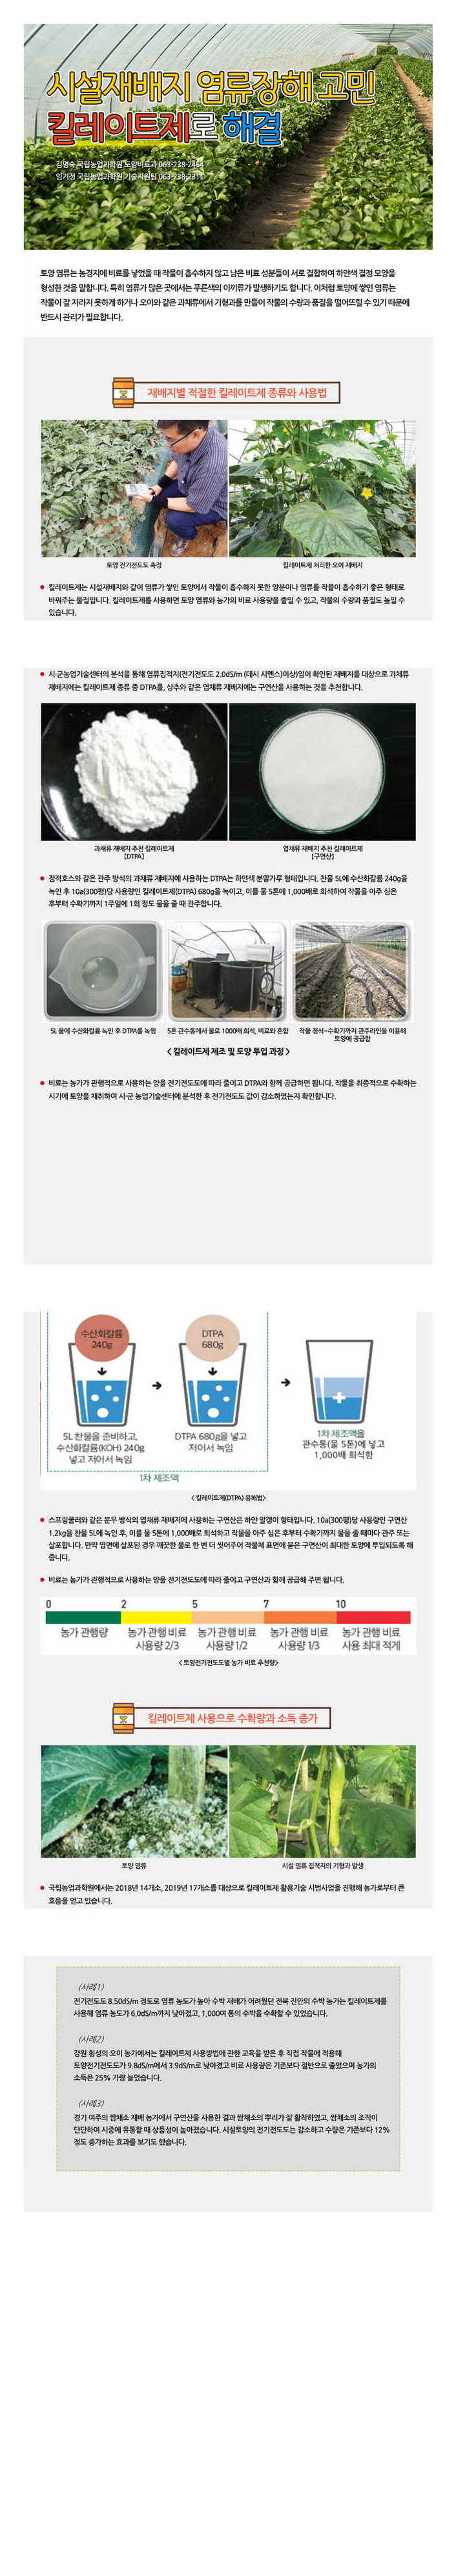 시설재배지 염류장해 고민
킬레이트제로 해결
김명숙 국립농업과학원 토양비료과 063-238-2454
임기정 국립농업과학원 기술지원팀 063-238-2311
토양 염류는 농경지에 비료를 넣었을 때 작물이 흡수하지 않고 남은 비료 성분들이 서로 결합하여 하얀색 결정 모양을
형성한 것을 말합니다. 특히 염류가 많은 곳에서는 푸른색의 이끼류가 발생하기도 합니다. 이처럼 토양에 쌓인 염류는
작물이 잘 자라지 못하게 하거나 오이와 같은 과채류에서 기형과를 만들어 작물의 수량과 품질을 떨어뜨릴 수 있기 때문에
반드시 관리가 필요합니다.
재배지별 적절한 킬레이트제 종류와 사용법
토양 전기전도도 측정
킬레이트제 처리한 오이 재배지
● 킬레이트제는 시설재배지와 같이 염류가 쌓인 토양에서 작물이 흡수하지 못한 양분이나 염류를 작물이 흡수하기 좋은 형태로
바꿔주는 물질입니다. 킬레이트제를 사용하면 토양 염류와 농가의 비료 사용량을 줄일 수 있고, 작물의 수량과 품질도 높일 수
있습니다.
● 시·군농업기술센터의 분석을 통해 염류집적지(전기전도도 2.0dS/m (데시 시멘스)이상)임이 확인된 재배지를 대상으로 과채류
재배지에는 킬레이트제 종류 중 DTPA를, 상추와 같은 엽채류 재배지에는 구연산을 사용하는 것을 추천합니다.
과채류 재배지 추천 킬레이트제
【DTPA】
엽채류 재배지 추천 킬레이트제
【구연산】
● 점적호스와 같은 관주 방식의 과채류 재배지에 사용하는 DTPA는 하얀색 분말가루 형태입니다. 찬물 5L에 수산화칼륨 240g을
녹인 후 10a(300평)당 사용량인 킬레이트제(DTPA) 680g을 녹이고, 이를 물 5톤에 1,000배로 희석하여 작물을 아주 심은
후부터 수확기까지 1주일에 1회 정도 물을 줄 때 관주합니다.
5L 물에 수산화칼륨 녹인 후 DTPA를 녹임
5톤 관수통에서 물로 1000배 희석, 비료와 혼합
작물 정식~수확기까지 관주라인을 이용해
토양에 공급함
< 킬레이트제 제조 및 토양 투입 과정 >
● 비료는 농가가 관행적으로 사용하는 양을 전기전도도에 따라 줄이고 DTPA와 함께 공급하면 됩니다. 작물을 최종적으로 수확하는
시기에 토양을 채취하여 시·군 농업기술센터에 분석한 후 전기전도도 값이 감소하였는지 확인합니다.
수산화칼륨
240g
DTPA
680g
5L 찬물을 준비하고,
수산화칼륨(KOH) 240g
넣고 저어서 녹임
DTPA 680g을 넣고
저어서 녹임
1차 제조액을
관수통(물 5톤)에 넣고
1,000배 희석함
1차 제조액
< 킬레이트제(DTPA) 용해법>
● 스프링클러와 같은 분무 방식의 엽채류 재배지에 사용하는 구연산은 하얀 알갱이 형태입니다. 10a(300평)당 사용량인 구연산
1.2kg을 찬물 5L에 녹인 후, 이를 물 5톤에 1,000배로 희석하고 작물을 아주 심은 후부터 수확기까지 물을 줄 때마다 관주 또는
살포합니다. 만약 엽면에 살포된 경우 깨끗한 물로 한 번 더 씻어주어 작물체 표면에 묻은 구연산이 최대한 토양에 투입되도록 해
줍니다.
● 비료는 농가가 관행적으로 사용하는 양을 전기전도도에 따라 줄이고 구연산과 함께 공급해 주면 됩니다.
0 2 5 7 10
농가 관행량 농가 관행 비료 농가 관행 비료 농가 관행 비료 농가 관행 비료
사용량 2/3 사용량 1/2 사용량 1/3 사용 최대 적게
< 토양전기전도도별 농가 비료 추천량>
킬레이트제 사용으로 수확량과 소득 증가
토양 염류
시설 염류 집적지의 기형과 발생
● 국립농업과학원에서는 2018년 14개소, 2019년 17개소를 대상으로 킬레이트제 활용기술 시범사업을 진행해 농가로부터 큰
호응을 얻고 있습니다.
(사례1)
전기전도도 8.50dS/m 정도로 염류 농도가 높아 수박 재배가 어려웠던 전북 진안의 수박 농가는 킬레이트제를
사용해 염류 농도가 6.0dS/m까지 낮아졌고, 1,000여 통의 수박을 수확할 수 있었습니다.
(사례2)
강원 횡성의 오이 농가에서는 킬레이트제 사용방법에 관한 교육을 받은 후 직접 작물에 적용해
토양전기전도도가 9.8dS/m에서 3.9dS/m로 낮아졌고 비료 사용량은 기존보다 절반으로 줄었으며 농가의
소득은 25% 가량 늘었습니다.
(사례3)
경기 여주의 쌈채소 재배 농가에서 구연산을 사용한 결과 쌈채소의 뿌리가 잘 활착하였고, 쌈채소의 조직이
단단하여 시중에 유통할 때 상품성이 높아졌습니다. 시설토양의 전기전도도는 감소하고 수량은 기존보다 12%
정도 증가하는 효과를 보기도 했습니다.